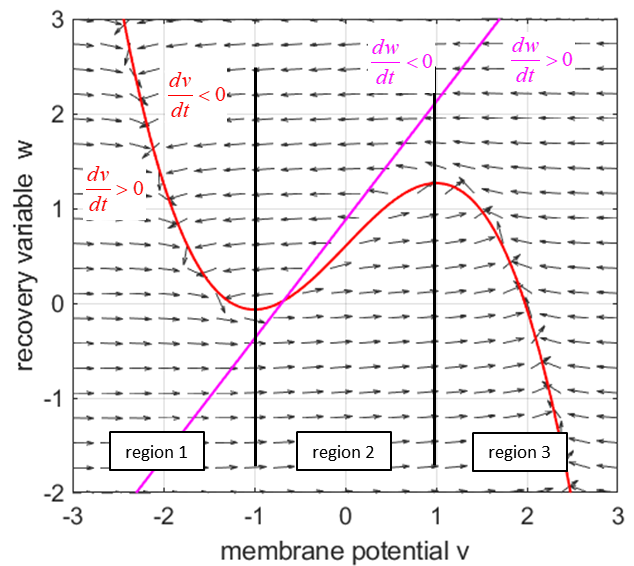 3
2
1
0
-1
-2
recovery variable w
dv/dt < 0
dv/dt > 0
dw/dt < 0
dw/dt > 0
region 1
region 2
region 3
-3 -2 -1 0 1 2 3
membrane potential v